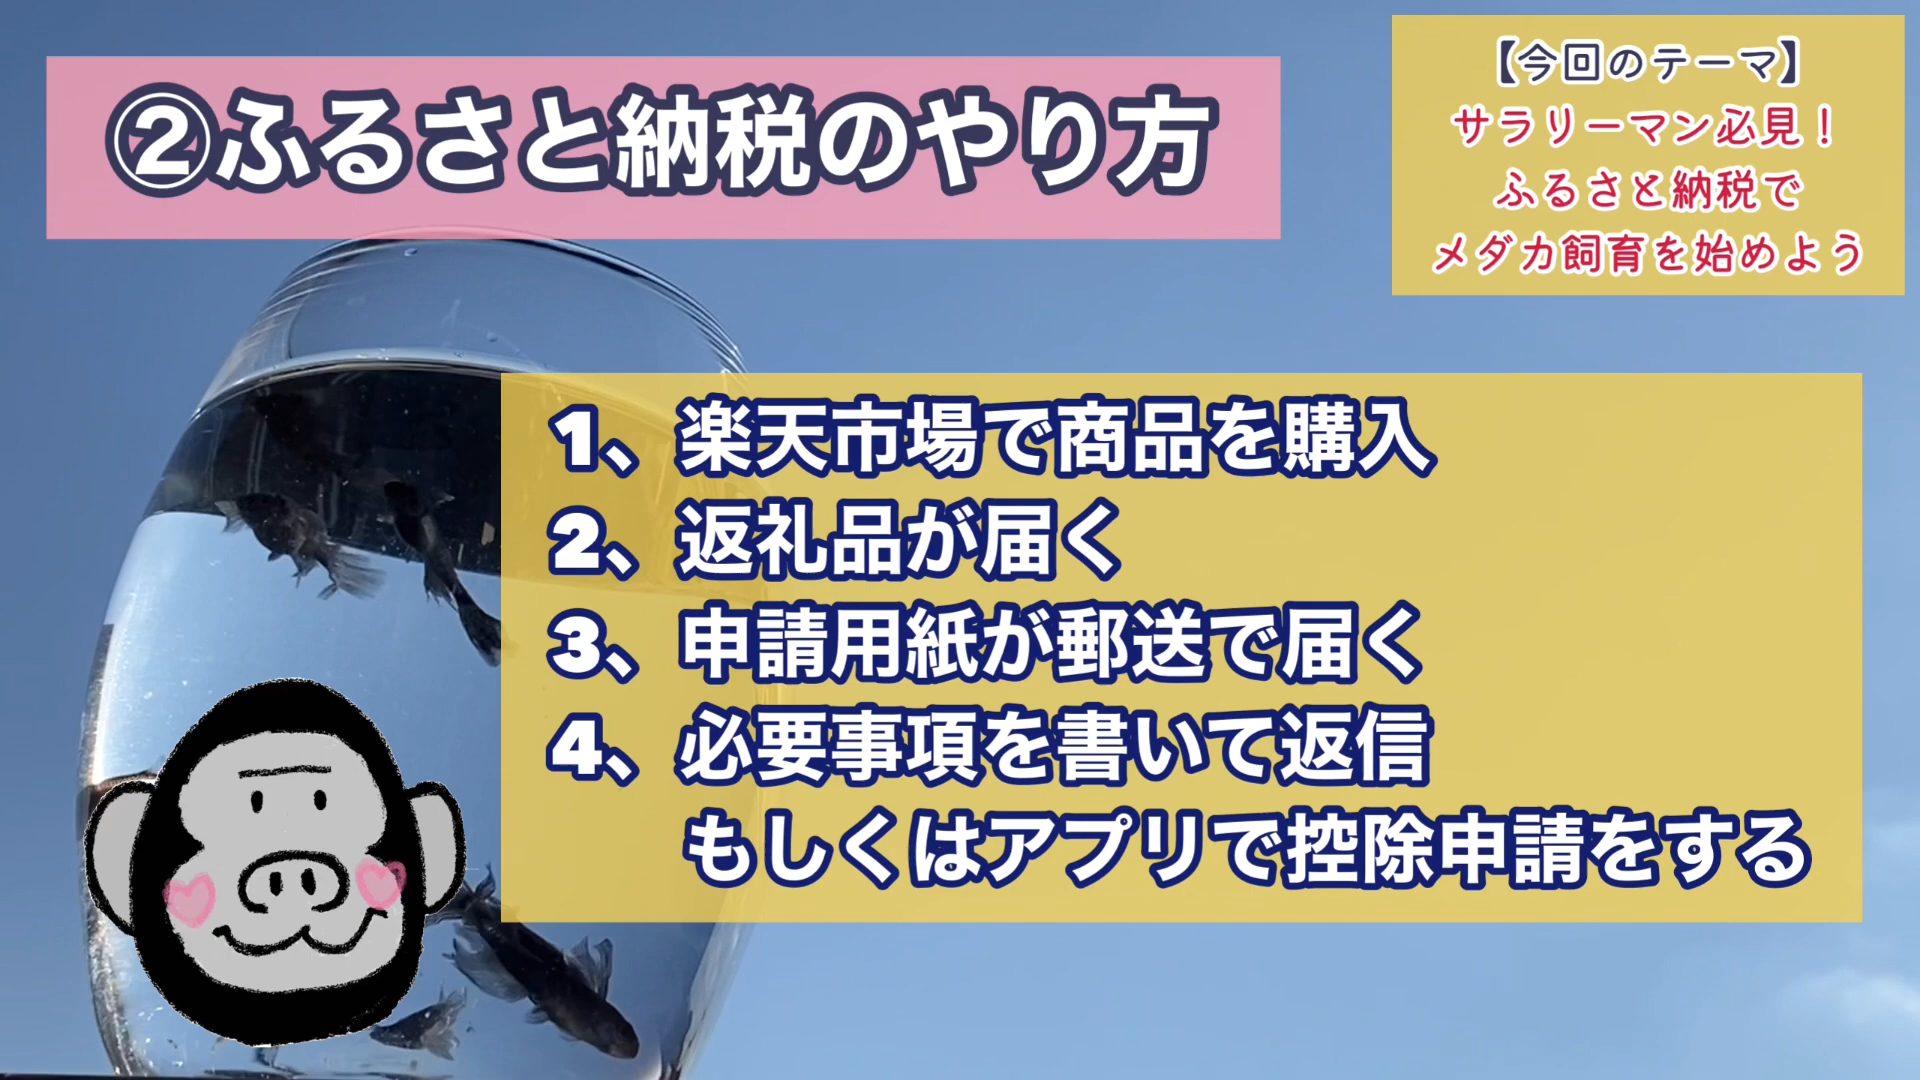 ②ふるさと納税のやり方
【今回のテーマ】
サラリーマン必見！
ふるさと納税で
メダカ飼育を始めよう
1、楽天市場で商品を購入
2、返礼品が届く
3、申請用紙が郵送で届く
4、必要事項を書いて返信
もしくはアプリで控除申請をする